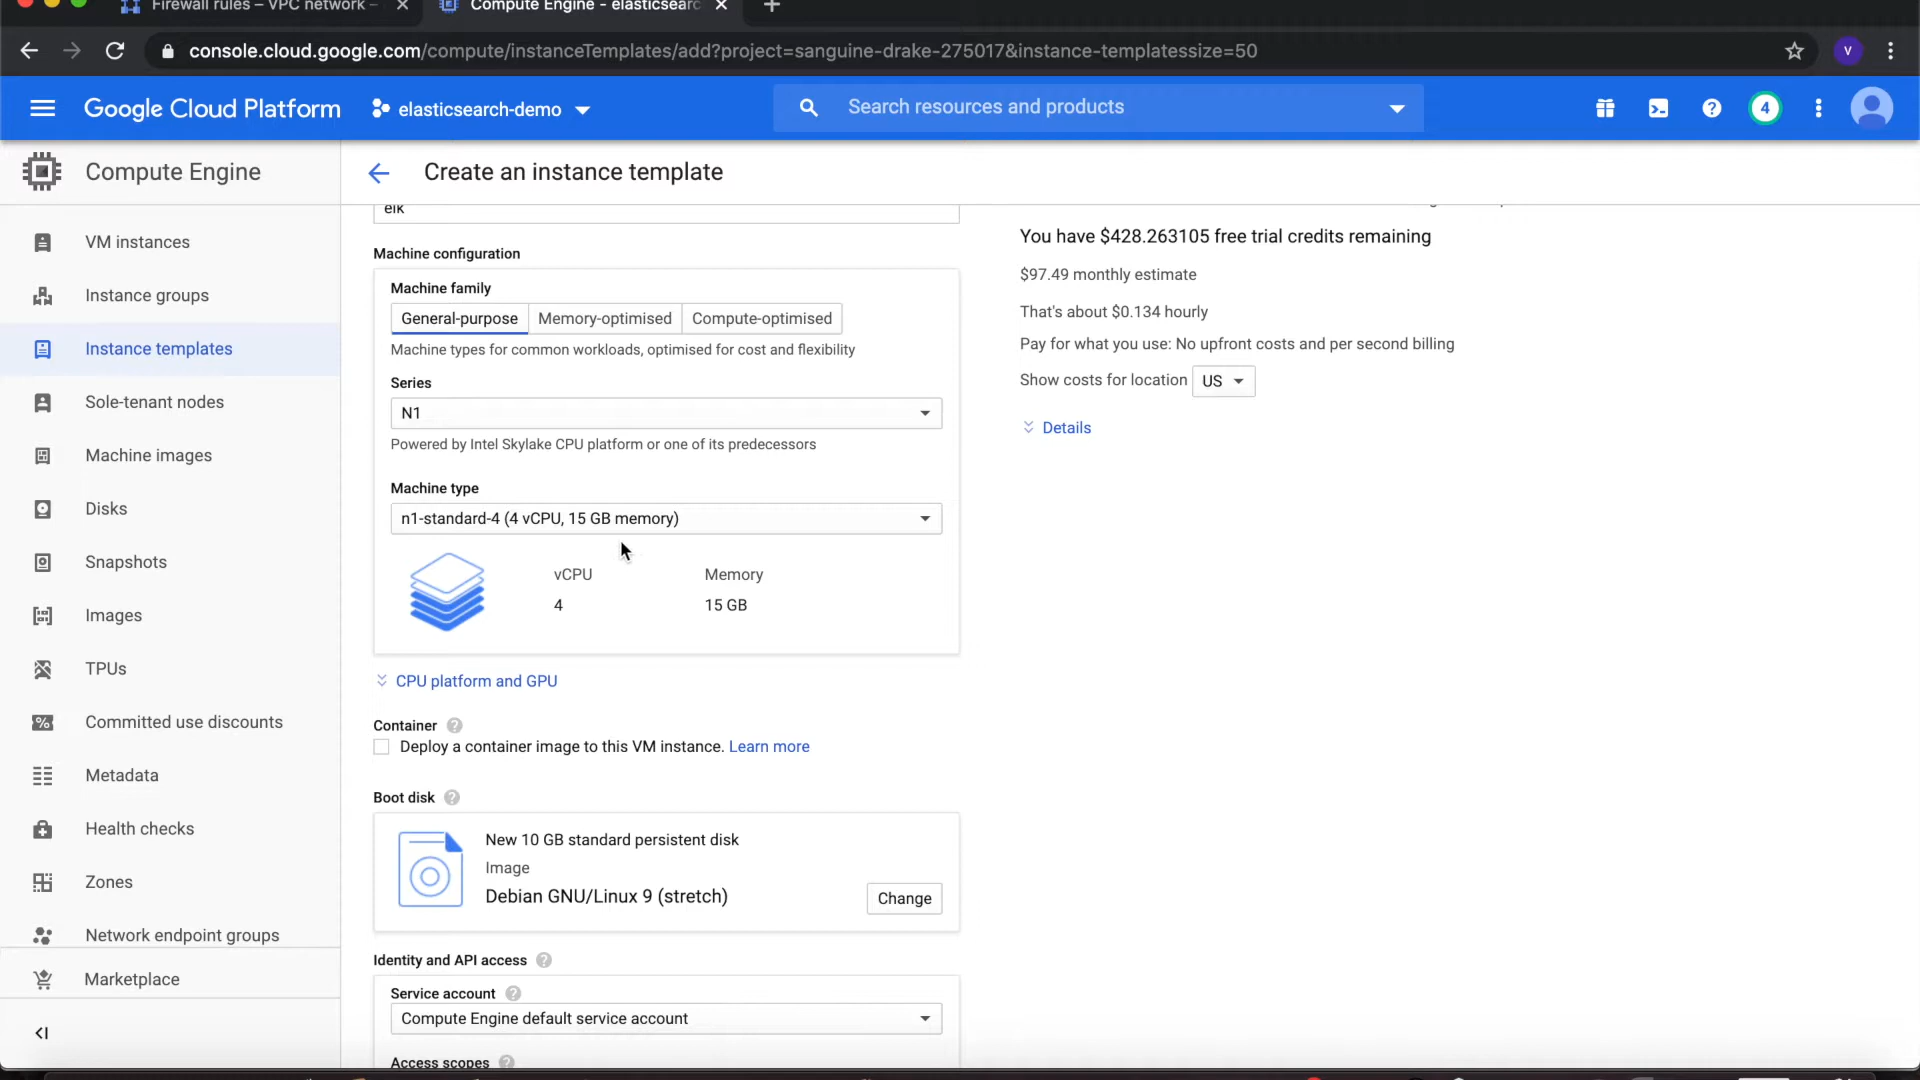 Firewall rules – VPC network –
Compute Engine - elasticsearc
console.cloud.google.com/compute/instanceTemplates/add?project=sanguine-drake-275017&instance-templatessize=50
V
Google Cloud Platform
elasticsearch-demo
Search resources and products
4
Compute Engine
Create an instance template
VM instances
Instance groups
Instance templates
Sole-tenant nodes
Machine images
Disks
Snapshots
Images
TPUs
Committed use discounts
Metadata
Health checks
Zones
Network endpoint groups
Marketplace
elk
Machine configuration
Machine family
General-purpose
Memory-optimised
Compute-optimised
Machine types for common workloads, optimised for cost and flexibility
Series
N1
Powered by Intel Skylake CPU platform or one of its predecessors
Machine type
n1-standard-4 (4 vCPU, 15 GB memory)
vCPU
Memory
4
15 GB
CPU platform and GPU
Container
Deploy a container image to this VM instance. Learn more
Boot disk
New 10 GB standard persistent disk
Image
Debian GNU/Linux 9 (stretch)
Change
Identity and API access
Service account
Compute Engine default service account
Access scopes
You have $428.263105 free trial credits remaining
$97.49 monthly estimate
That's about $0.134 hourly
Pay for what you use: No upfront costs and per second billing
Show costs for location US
Details